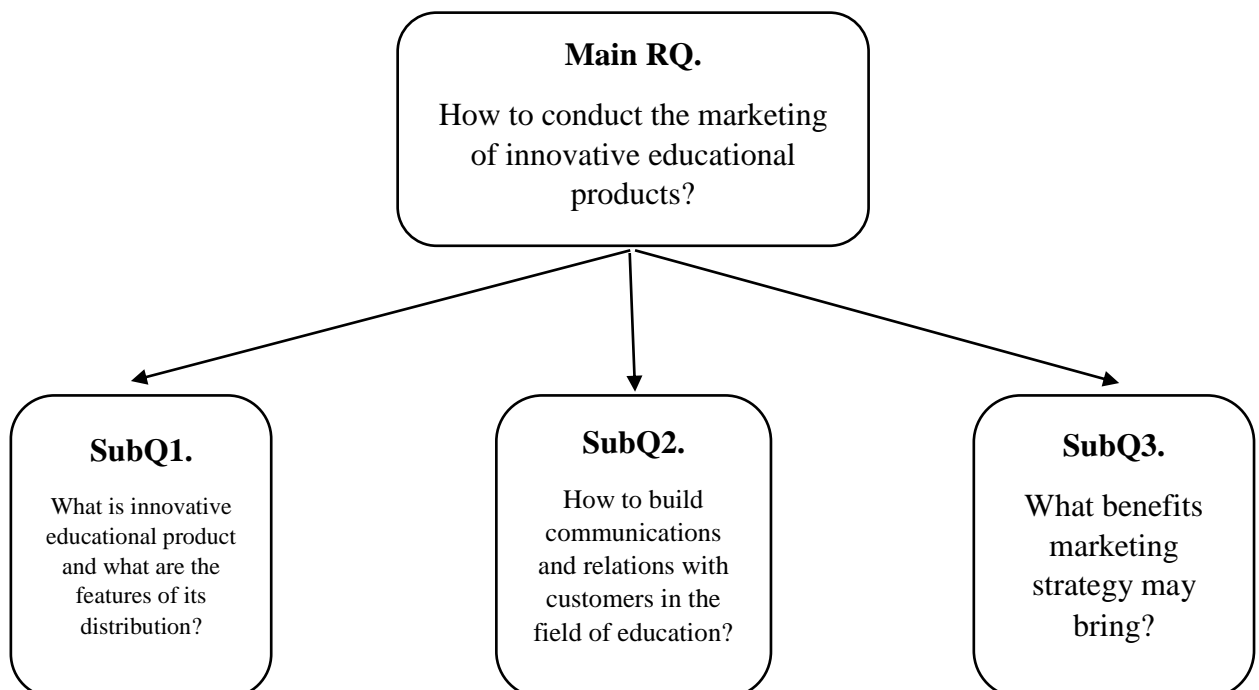 Main RQ.
How to conduct the marketing
of innovative educational
products?
SubQ1.
What is innovative
educational product
and what are the
features of its
distribution?
SubQ2.
How to build
communications
and relations with
customers in the
field of education?
SubQ3.
What benefits
marketing
strategy may
bring?